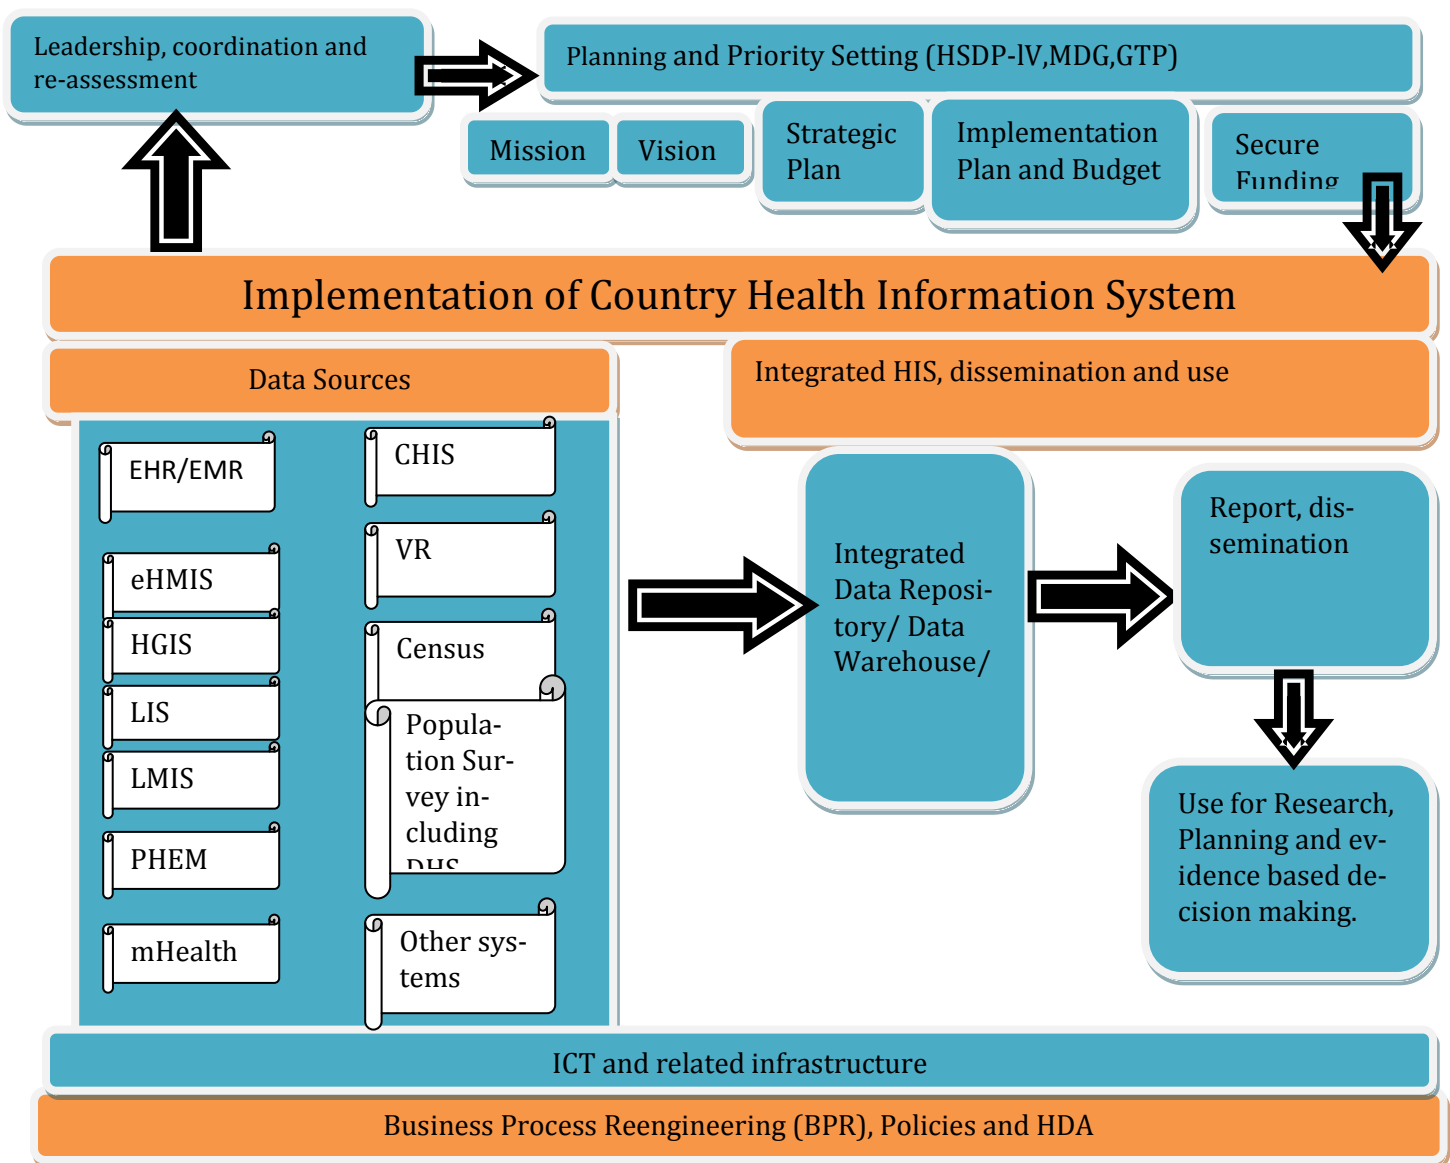 Leadership, coordination and
re-assessment
Planning and Priority Setting (HSDP-lV,MDG,GTP)
Mission
Vision
Strategic
Plan
Implementation
Plan and Budget
Secure
Funding
Implementation of Country Health Information System
Data Sources
Integrated HIS, dissemination and use
EHR/EMR
eHMIS
HGIS
LIS
LMIS
PHEM
mHealth
CHIS
VR
Census
Popula-
tion Sur-
vey in-
cluding
DHS
Other sys-
tems
Integrated
Data Reposi-
tory/ Data
Warehouse/
Report, dis-
semination
Use for Research,
Planning and ev-
idence based de-
cision making.
ICT and related infrastructure
Business Process Reengineering (BPR), Policies and HDA